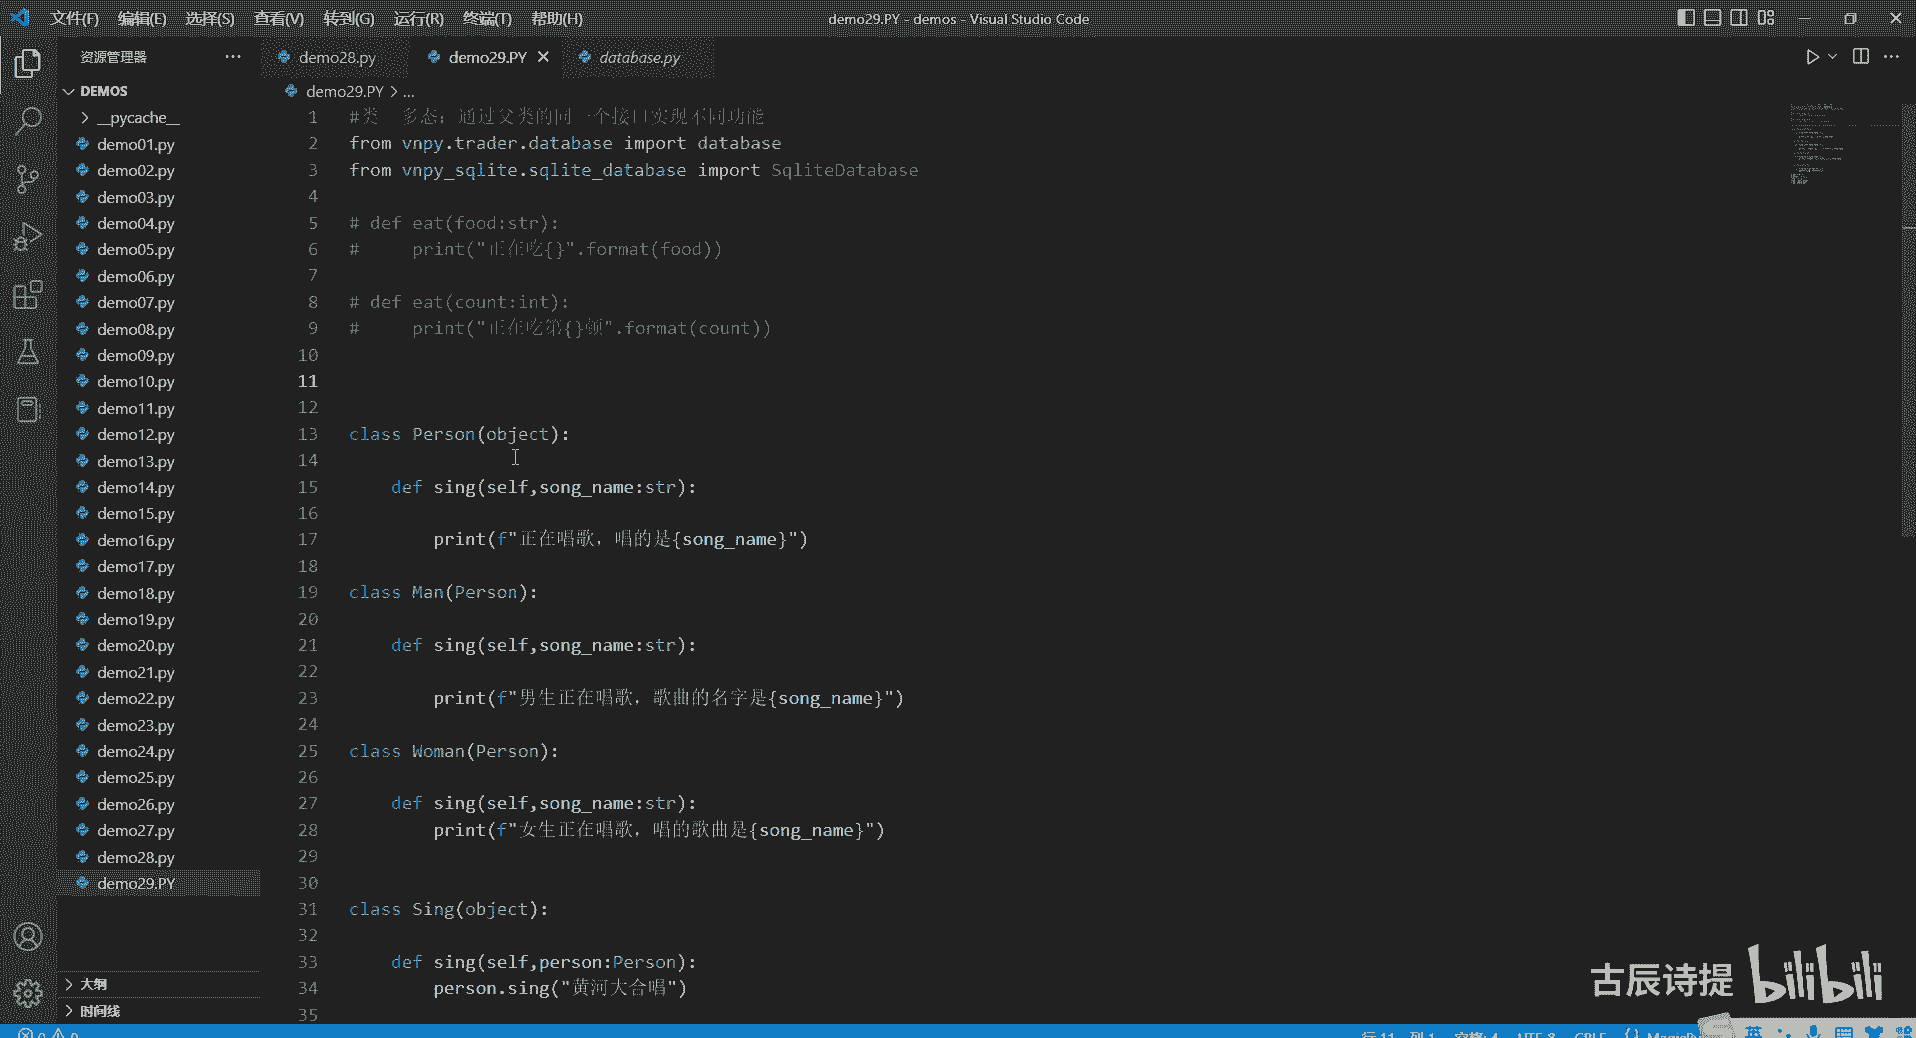 文件(F) 编辑(E) 选择(S) 查看(V) 转到(G) 运行(R) 终端(T) 帮助(H)
demo29.PY - demos - Visual Studio Code
资源管理器
demo28.py
demo29.PY
database.py
DEMOS
demo29.PY > ...
__pycache__
demo01.py
demo02.py
demo03.py
demo04.py
demo05.py
demo06.py
demo07.py
demo08.py
demo09.py
demo10.py
demo11.py
demo12.py
demo13.py
demo14.py
demo15.py
demo16.py
demo17.py
demo18.py
demo19.py
demo20.py
demo21.py
demo22.py
demo23.py
demo24.py
demo25.py
demo26.py
demo27.py
demo28.py
demo29.PY
大纲
时间线
1 #类 多态：通过父类的同一个接口实现不同功能
2 from vnpy.trader.database import database
3 from vnpy_sqlite.sqlite_database import SqliteDatabase
4
5 # def eat(food:str):
6 #     print("正在吃{}".format(food))
7
8 # def eat(count:int):
9 #     print("正在吃第{}顿".format(count))
10
11
12
13 class Person(object):
14
15     def sing(self,song_name:str):
16
17         print(f"正在唱歌，唱的是{song_name}")
18
19 class Man(Person):
20
21     def sing(self,song_name:str):
22
23         print(f"男生正在唱歌，歌曲的名字是{song_name}")
24
25 class Woman(Person):
26
27     def sing(self,song_name:str):
28         print(f"女生正在唱歌，唱的歌曲是{song_name}")
29
30
31 class Sing(object):
32
33     def sing(self,person:Person):
34         person.sing("黄河大合唱")
35
古辰诗提 bilibili
英